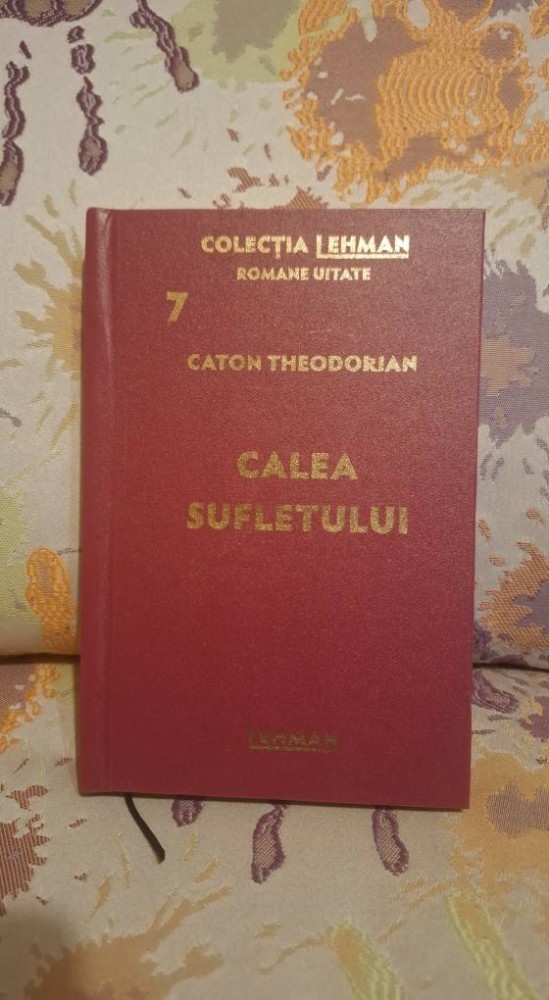 COLECȚIA LEHMAN
ROMANE UITATE
7
CATON THEODORIAN
CALEA
SUFLETULUI
LEHMAN